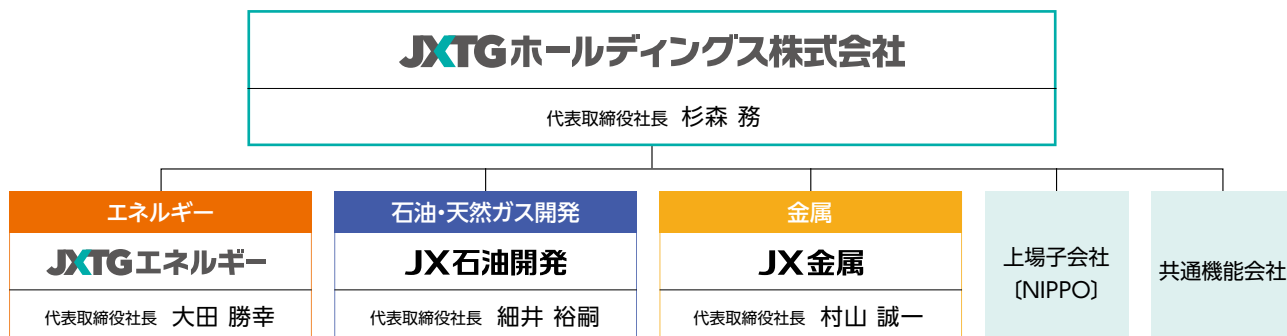 JXTGホールディングス株式会社
代表取締役社長 杉森 務
エネルギー
JXTGエネルギー
代表取締役社長 大田 勝幸
石油・天然ガス開発
JX石油開発
代表取締役社長 細井 裕嗣
金属
JX金属
代表取締役社長 村山 誠一
上場子会社
〔NIPPO〕
共通機能会社